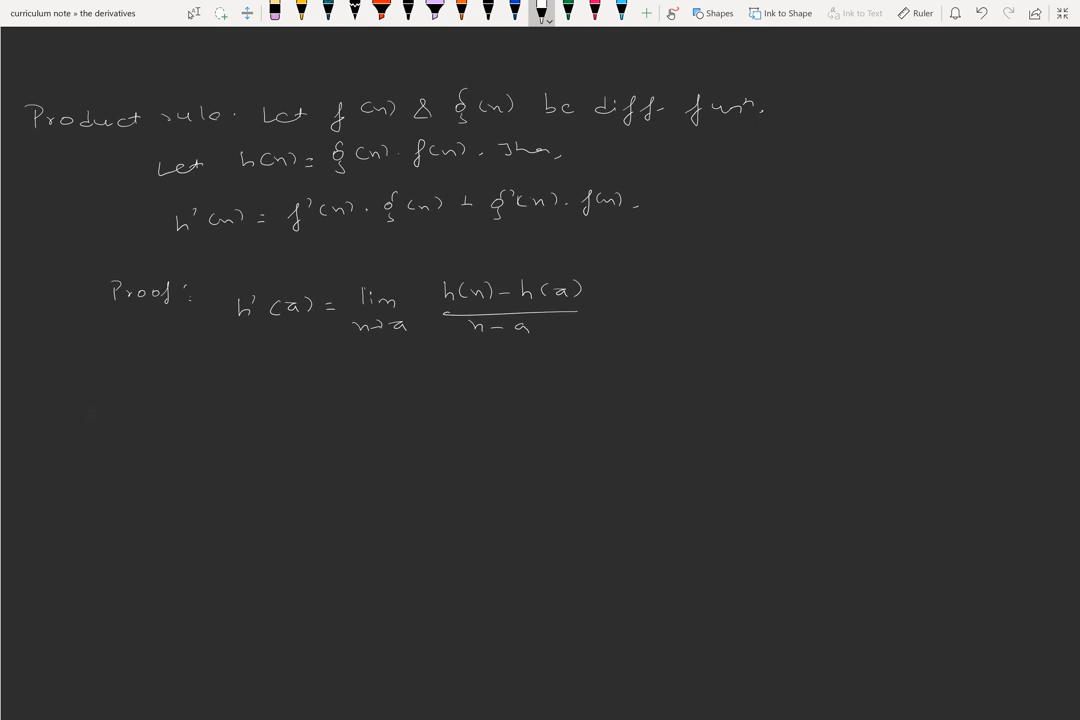 curriculum note » the derivatives
Shapes Ink to Shape Ink to Text Ruler
Product rule. Let f(x) & g(x) be diff. funⁿ.
Let h(x) = g(x) · f(x). Then,
h'(x) = f'(x) · g(x) + g'(x) · f(x).
Proof: h'(a) = lim x→a h(x) - h(a) / x - a